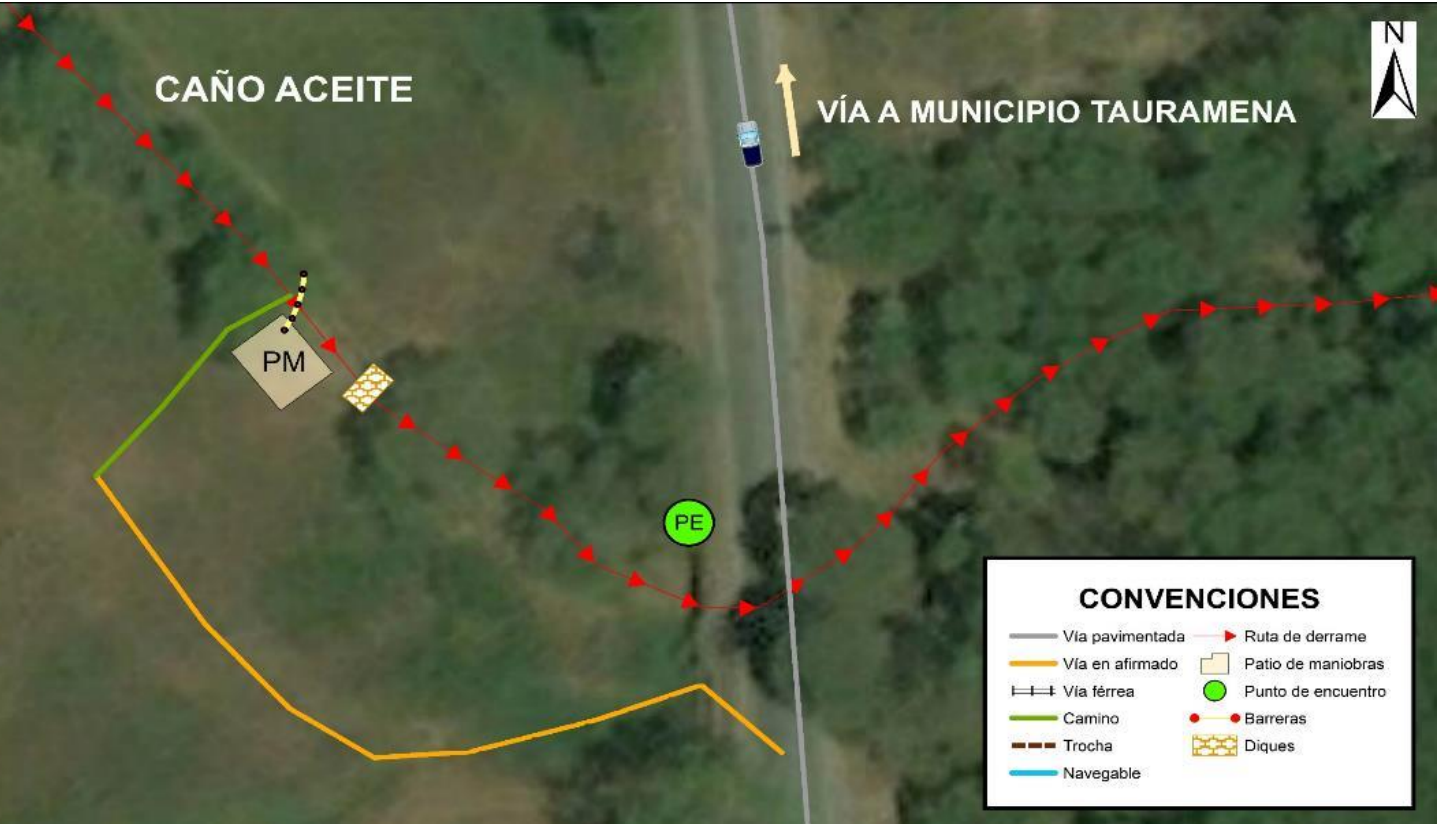 N
CAÑO ACEITE
VÍA A MUNICIPIO TAURAMENA
PM
PE
CONVENCIONES
Vía pavimentada
Ruta de derrame
Vía en afirmado
Patio de maniobras
Vía férrea
Punto de encuentro
Camino
Barreras
Trocha
Diques
Navegable